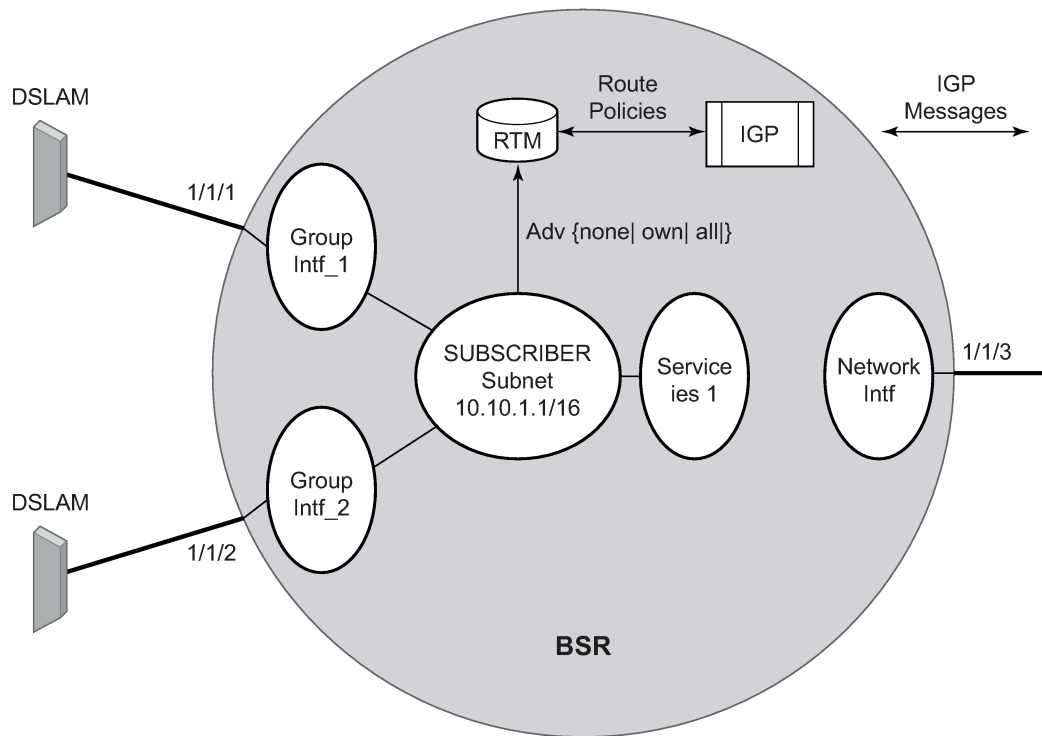 DSLAM
1/1/1
Group
Intf_1
RTM
Route
Policies
IGP
IGP
Messages
Adv {none| own| all|}
SUBSCRIBER
Subnet
10.10.1.1/16
Service
ies 1
Network
Intf
1/1/3
Group
Intf_2
DSLAM
1/1/2
BSR